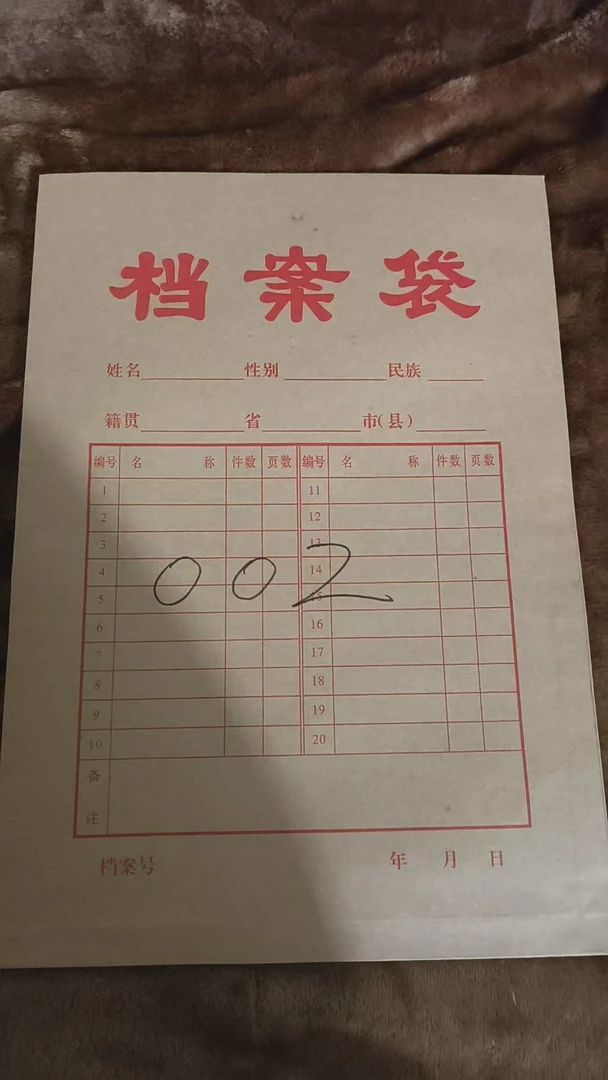 档案袋
姓名 性别 民族
籍贯 省 市(县)
编号 名称 件数 页数 编号 名称 件数 页数
1 11
2 12
3 13
4 14
002
5 15
6 16
7 17
8 18
9 19
10 20
备注
档案号 年 月 日